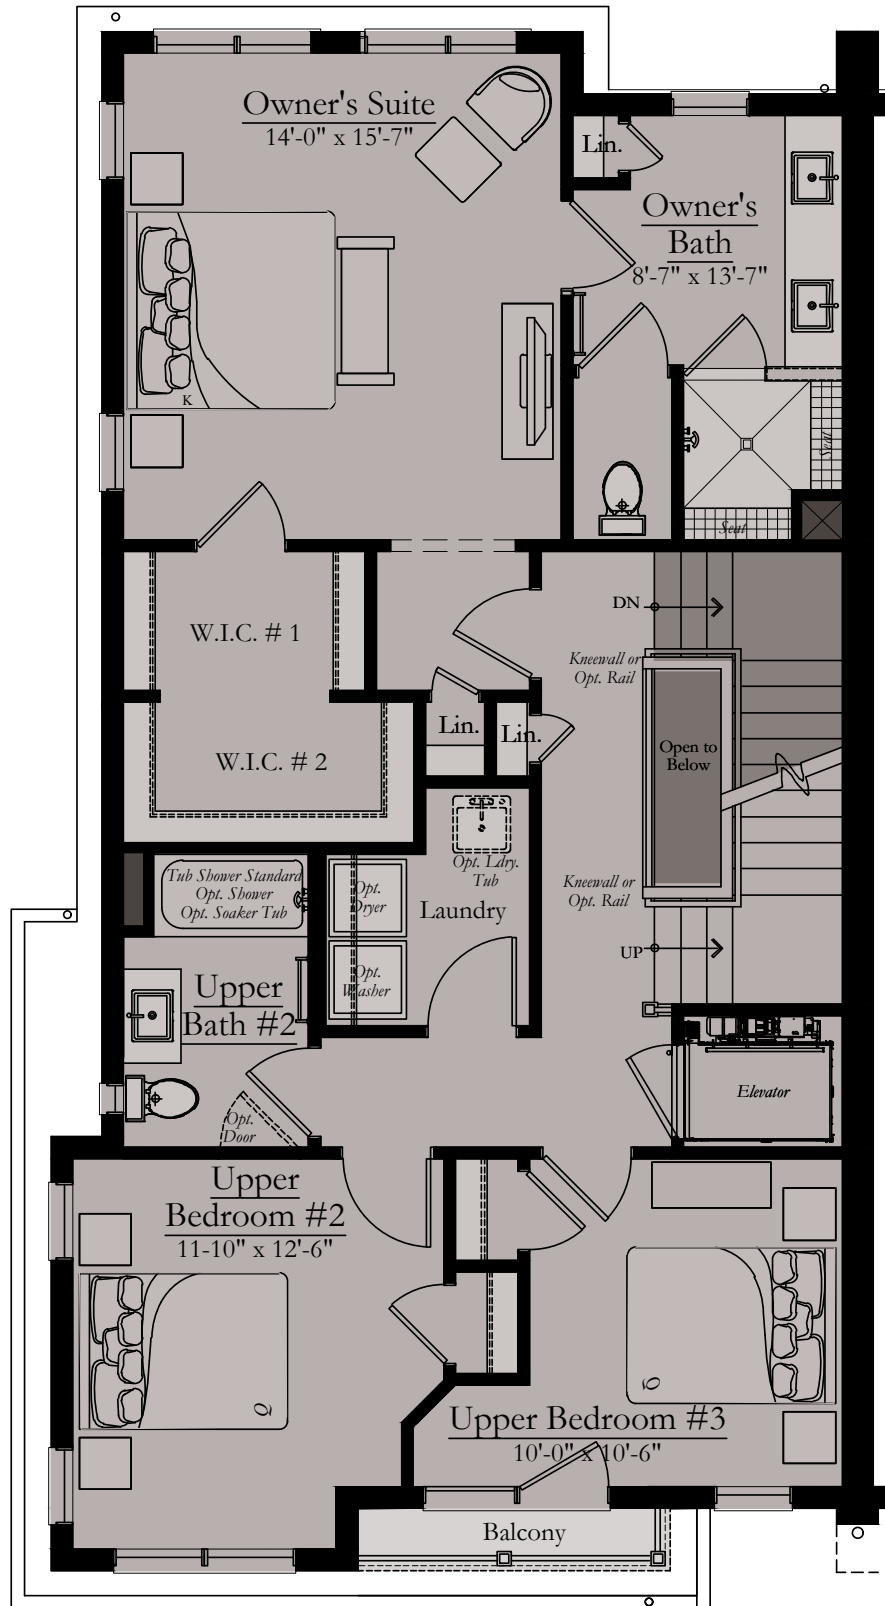 Owner's Suite
14'-0" x 15'-7"
Lin.
Owner's
Bath
8'-7" x 13'-7"
K
Seat
Seat
W.I.C. # 1
DN
Kneewall or
Opt. Rail
Lin.
Lin.
W.I.C. # 2
Open to
Below
Tub Shower Standard
Opt. Shower
Opt. Soaker Tub
Opt.
Dryer
Opt. Ldry.
Tub
Laundry
Kneewall or
Opt. Rail
UP
Opt.
Washer
Upper
Bath #2
Elevator
Opt.
Door
Upper
Bedroom #2
11-10" x 12'-6"
Q
Q
Upper Bedroom #3
10'-0" x 10'-6"
Balcony